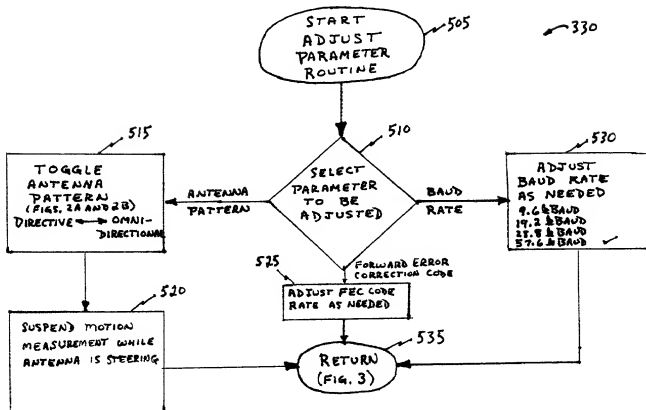 START
ADJUST
PARAMETER
ROUTINE
505
330
515
TOGGLE
ANTENNA
PATTERN
(FIGS. 2A AND 2B)
DIRECTIVE ↔ OMNI-
DIRECTIONAL
ANTENNA
PATTERN
510
SELECT
PARAMETER
TO BE
ADJUSTED
BAUD
RATE
530
ADJUST
BAUD RATE
AS NEEDED
9.6 kBAUD
19.2 kBAUD
28.8 kBAUD
57.6 kBAUD
FORWARD ERROR
CORRECTION CODE
525
ADJUST FEC CODE
RATE AS NEEDED
520
SUSPEND MOTION
MEASUREMENT WHILE
ANTENNA IS STEERING
535
RETURN
(FIG. 3)